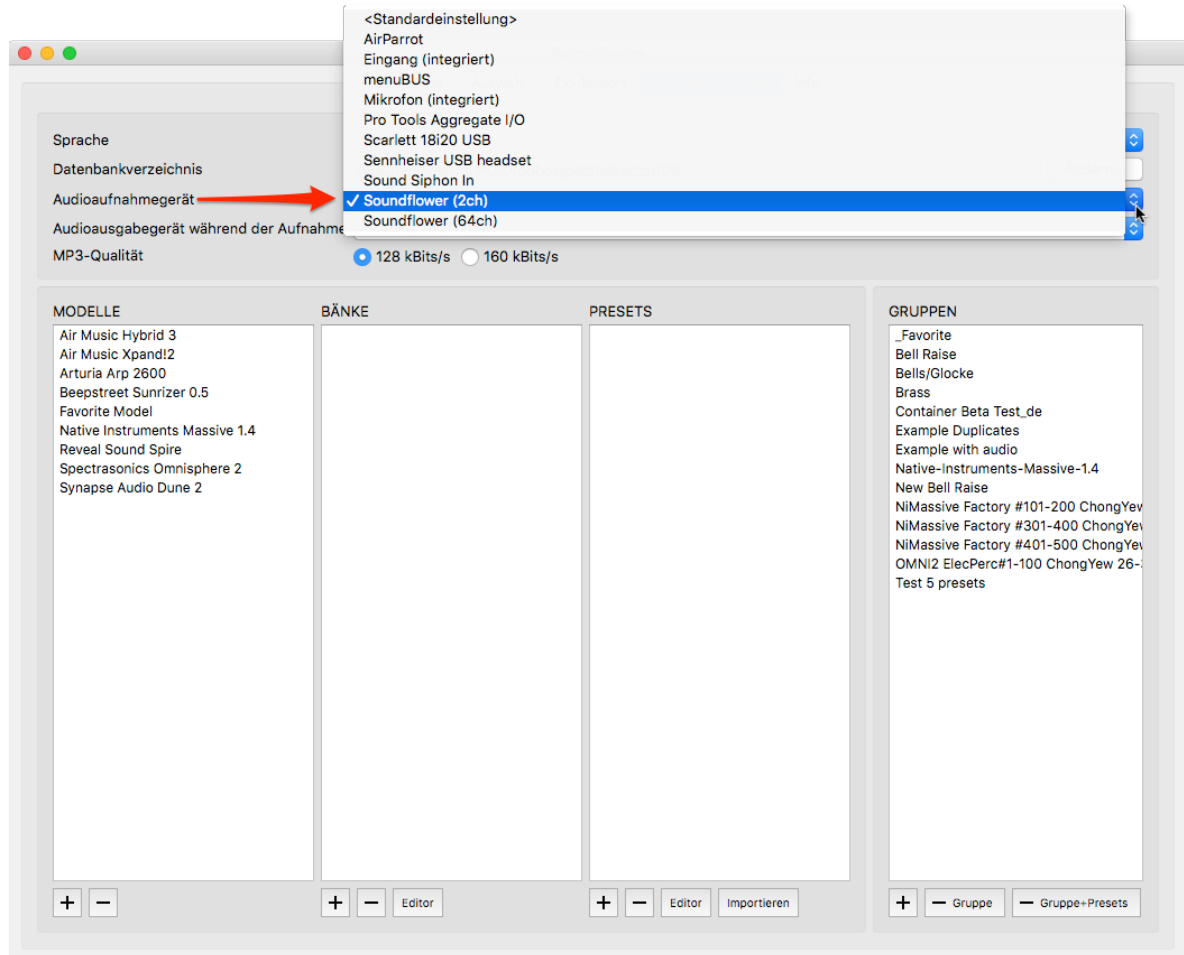 <Standardeinstellung>
AirParrot
Eingang (integriert)
menuBUS
Mikrofon (integriert)
Pro Tools Aggregate I/O
Scarlett 18i20 USB
Sennheiser USB headset
Sound Siphon In
✓ Soundflower (2ch)
Soundflower (64ch)
Sprache
Datenbankverzeichnis
Audioaufnahmegerät
Audioausgabegerät während der Aufnahme
MP3-Qualität
128 kBits/s 160 kBits/s
MODELLE
Air Music Hybrid 3
Air Music Xpand!2
Arturia Arp 2600
Beepstreet Sunrizer 0.5
Favorite Model
Native Instruments Massive 1.4
Reveal Sound Spire
Spectrasonics Omnisphere 2
Synapse Audio Dune 2
+ −
BÄNKE
+ − Editor
PRESETS
+ − Editor Importieren
GRUPPEN
_Favorite
Bell Raise
Bells/Glocke
Brass
Container Beta Test_de
Example Duplicates
Example with audio
Native-Instruments-Massive-1.4
New Bell Raise
NiMassive Factory #101-200 ChongYew
NiMassive Factory #301-400 ChongYew
NiMassive Factory #401-500 ChongYew
OMNI2 ElecPerc#1-100 ChongYew 26-
Test 5 presets
+ − Gruppe − Gruppe+Presets